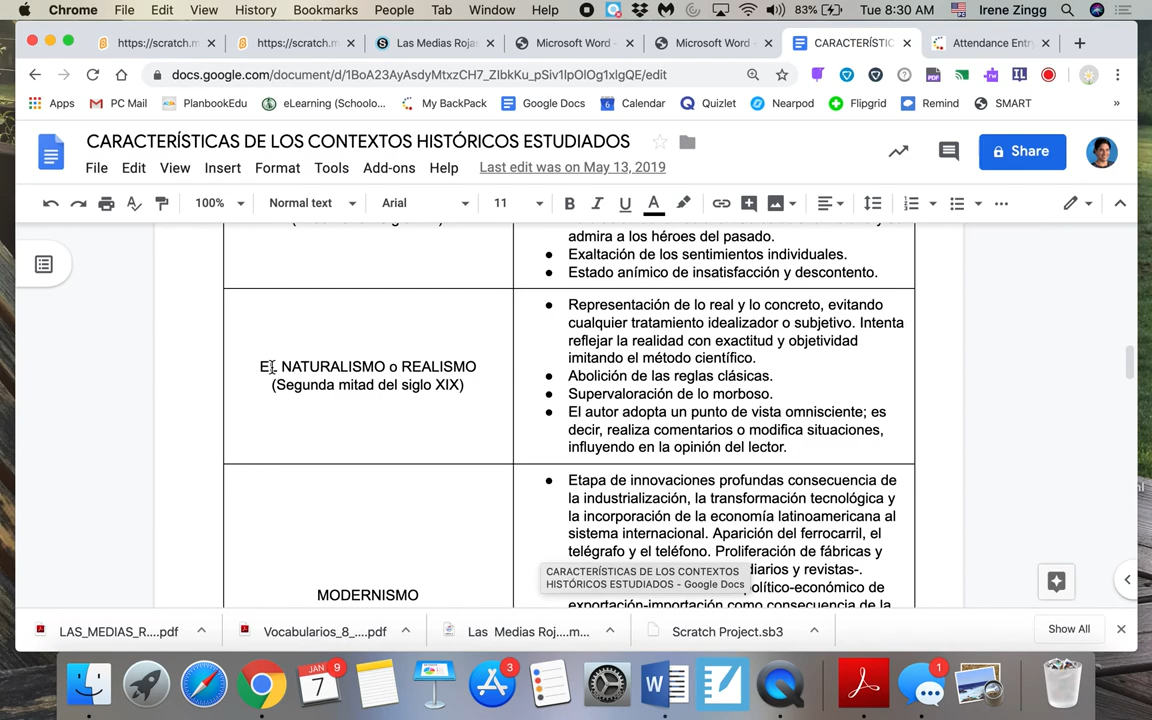 Chrome File Edit View History Bookmarks People Tab Window Help 83% Tue 8:30 AM Irene Zingg
https://scratch.m https://scratch.m Las Medias Roja Microsoft Word - Microsoft Word - CARACTERÍSTIC Attendance Entr
docs.google.com/document/d/1BoA23AyAsdyMtxzCH7_ZIbkKu_pSiv1lpOlOg1xlgQE/edit
Apps PC Mail PlanbookEdu eLearning (Schoolo... My BackPack Google Docs Calendar Quizlet Nearpod Flipgrid Remind SMART »
CARACTERÍSTICAS DE LOS CONTEXTOS HISTÓRICOS ESTUDIADOS
Share
File Edit View Insert Format Tools Add-ons Help Last edit was on May 13, 2019
100% Normal text Arial 11 B I U A
admira a los héroes del pasado.
Exaltación de los sentimientos individuales.
Estado anímico de insatisfacción y descontento.
EL NATURALISMO o REALISMO
(Segunda mitad del siglo XIX)
Representación de lo real y lo concreto, evitando
cualquier tratamiento idealizador o subjetivo. Intenta
reflejar la realidad con exactitud y objetividad
imitando el método científico.
Abolición de las reglas clásicas.
Supervaloración de lo morboso.
El autor adopta un punto de vista omnisciente; es
decir, realiza comentarios o modifica situaciones,
influyendo en la opinión del lector.
MODERNISMO
Etapa de innovaciones profundas consecuencia de
la industrialización, la transformación tecnológica y
la incorporación de la economía latinoamericana al
sistema internacional. Aparición del ferrocarril, el
telégrafo y el teléfono. Proliferación de fábricas y
diarios y revistas-.
político-económico de
exportación-importación como consecuencia de la
CARACTERÍSTICAS DE LOS CONTEXTOS
HISTÓRICOS ESTUDIADOS - Google Docs
LAS_MEDIAS_R....pdf Vocabularios_8_....pdf Las Medias Roj....m... Scratch Project.sb3 Show All
JAN 9
7
3
1